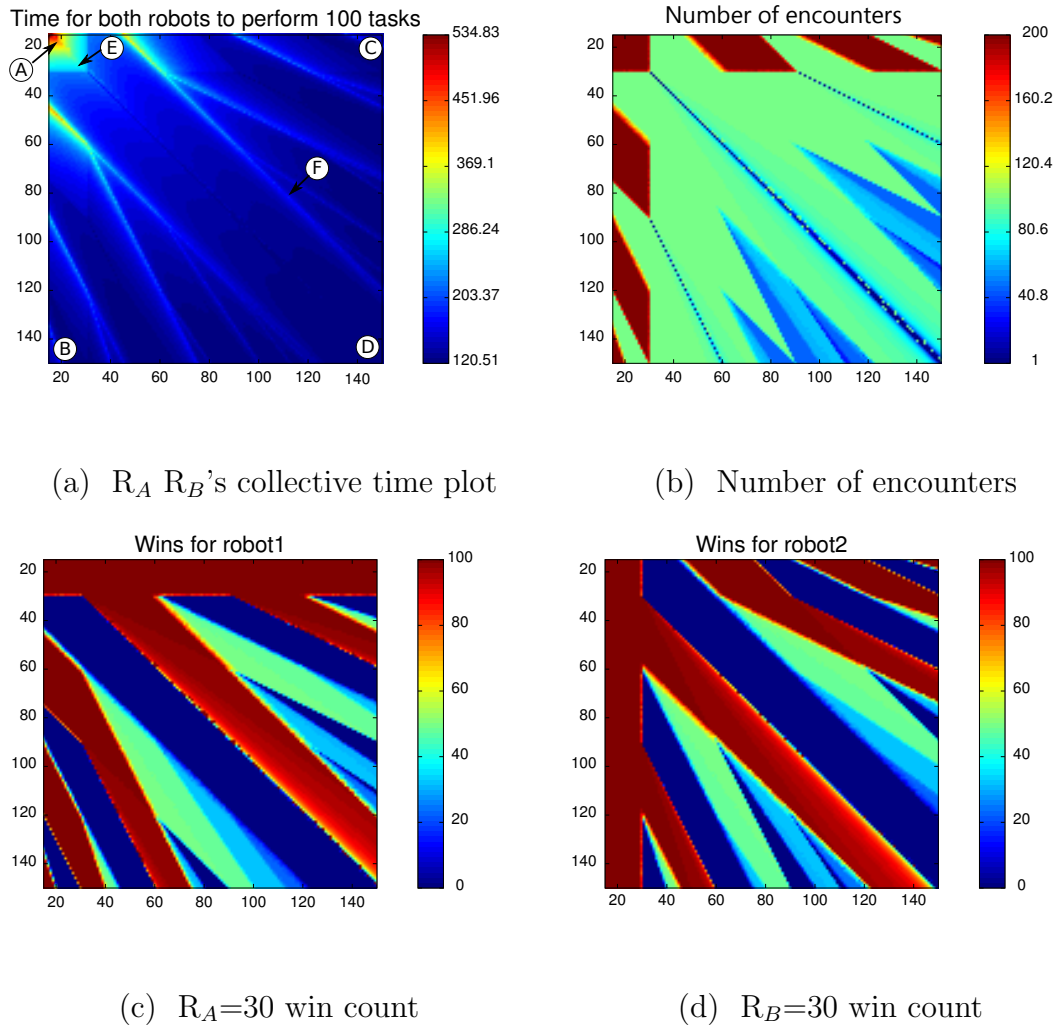 Time for both robots to perform 100 tasks
A
E
C
F
B
D
20
40
60
80
100
120
140
20 40 60 80 100 120 140
534.83
451.96
369.1
286.24
203.37
120.51
Number of encounters
20
40
60
80
100
120
140
20 40 60 80 100 120 140
200
160.2
120.4
80.6
40.8
1
(a) R_A R_B's collective time plot
(b) Number of encounters
Wins for robot1
20
40
60
80
100
120
140
20 40 60 80 100 120 140
100
80
60
40
20
0
Wins for robot2
20
40
60
80
100
120
140
20 40 60 80 100 120 140
100
80
60
40
20
0
(c) R_A=30 win count
(d) R_B=30 win count